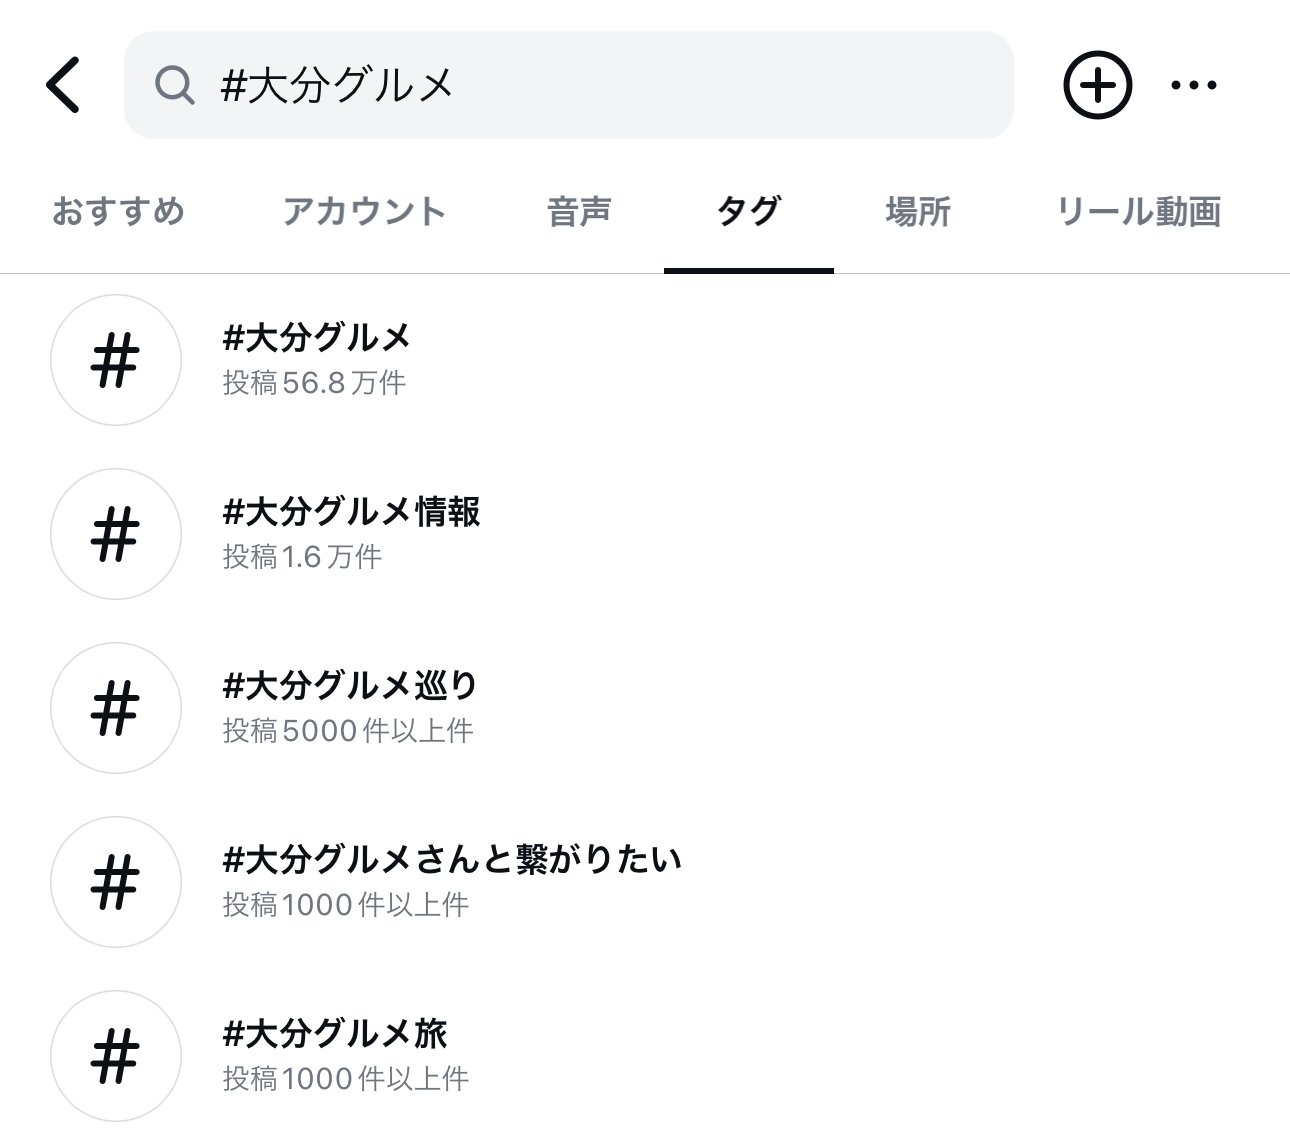 #大分グルメ
おすすめ アカウント 音声 タグ 場所 リール動画
#大分グルメ
投稿56.8万件
#大分グルメ情報
投稿1.6万件
#大分グルメ巡り
投稿5000件以上件
#大分グルメさんと繋がりたい
投稿1000件以上件
#大分グルメ旅
投稿1000件以上件